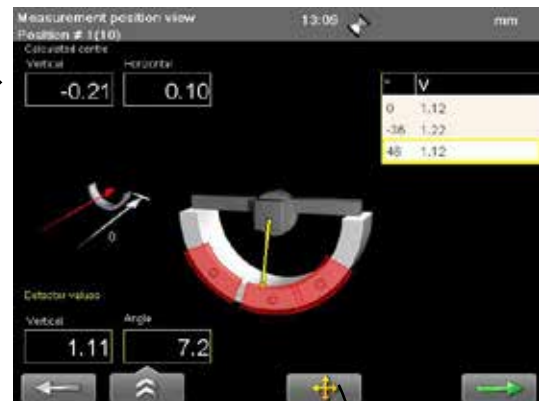 Measurement position view 13:06 mm
Position # 1(10)
Calculated centre
Vertical Horizontal
-0.21 0.10
° V
0 1.12
-36 1.22
46 1.12
0
Detector values
Vertical Angle
1.11 7.2